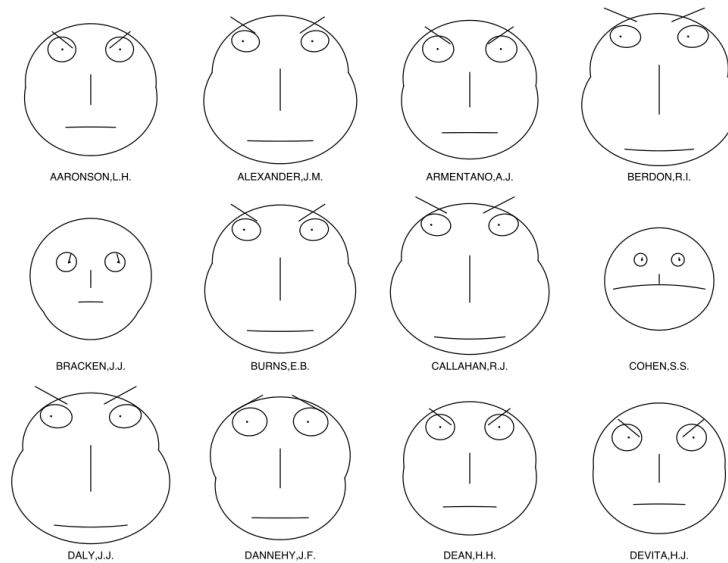 AARONSON,L.H.
ALEXANDER,J.M.
ARMENTANO,A.J.
BERDON,R.I.
BRACKEN,J.J.
BURNS,E.B.
CALLAHAN,R.J.
COHEN,S.S.
DALY,J.J.
DANNEHY,J.F.
DEAN,H.H.
DEVITA,H.J.